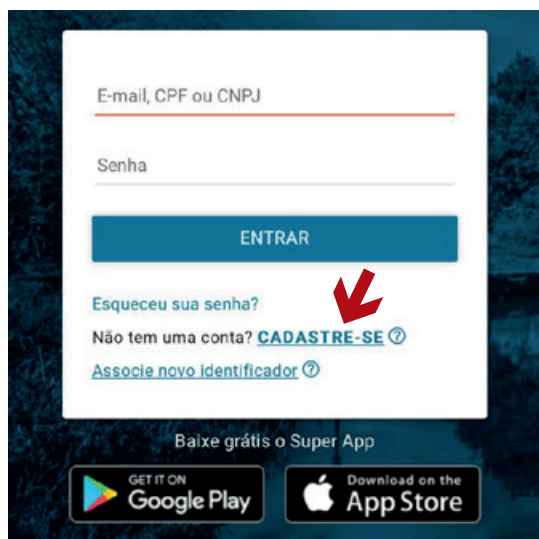 E-mail, CPF ou CNPJ
Senha
ENTRAR
Esqueceu sua senha?
Não tem uma conta? CADASTRE-SE ?
Associe novo identificador ?
Baixe grátis o Super App
GET IT ON
Google Play
Download on the
App Store